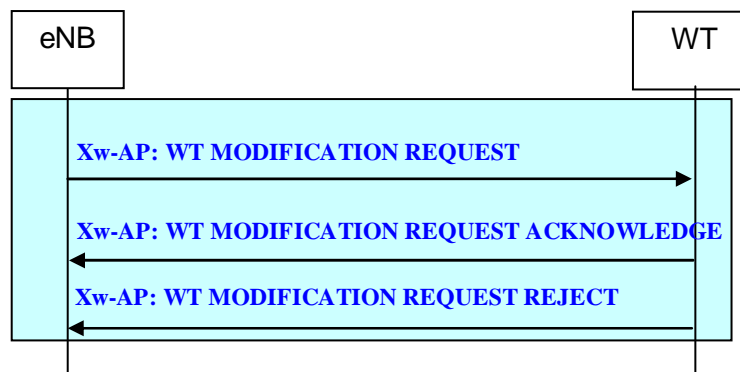 eNB
WT
Xw-AP: WT MODIFICATION REQUEST
Xw-AP: WT MODIFICATION REQUEST ACKNOWLEDGE
Xw-AP: WT MODIFICATION REQUEST REJECT